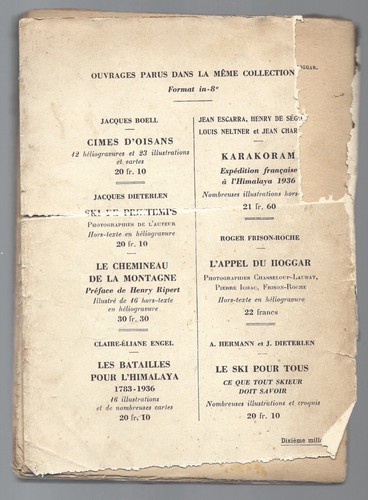 OUVRAGES PARUS DANS LA MÊME COLLECTION
Format in-8º
JACQUES BOELL
CIMES D'OISANS
12 héliogravures et 23 illustrations
et cartes
20 fr. 10
JACQUES DIETERLEN
SKI DE PRINTEMPS
PHOTOGRAPHIES DE L'AUTEUR
Hors-texte en héliogravure
20 fr. 10
LE CHEMINEAU
DE LA MONTAGNE
Préface de Henry Ripert
Illustré de 16 hors-texte
en héliogravure
30 fr. 30
CLAIRE-ÉLIANE ENGEL
LES BATAILLES
POUR L'HIMALAYA
1783-1936
16 illustrations
et de nombreuses cartes
20 fr. 10
JEAN ESCARRA, HENRY DE SÉGO
LOUIS NELTNER et JEAN CHAR
KARAKORAM
Expédition française
à l'Himalaya 1936
Nombreuses illustrations hors-
21 fr. 60
ROGER FRISON-ROCHE
L'APPEL DU HOGGAR
PHOTOGRAPHIES CHASSELOUP-LAUBAT,
PIERRE ICHAC, FRISON-ROCHE
Hors-texte en héliogravure
22 francs
A. HERMANN et J. DIETERLEN
LE SKI POUR TOUS
CE QUE TOUT SKIEUR
DOIT SAVOIR
Nombreuses illustrations et croquis
20 fr. 10
Dixième milli